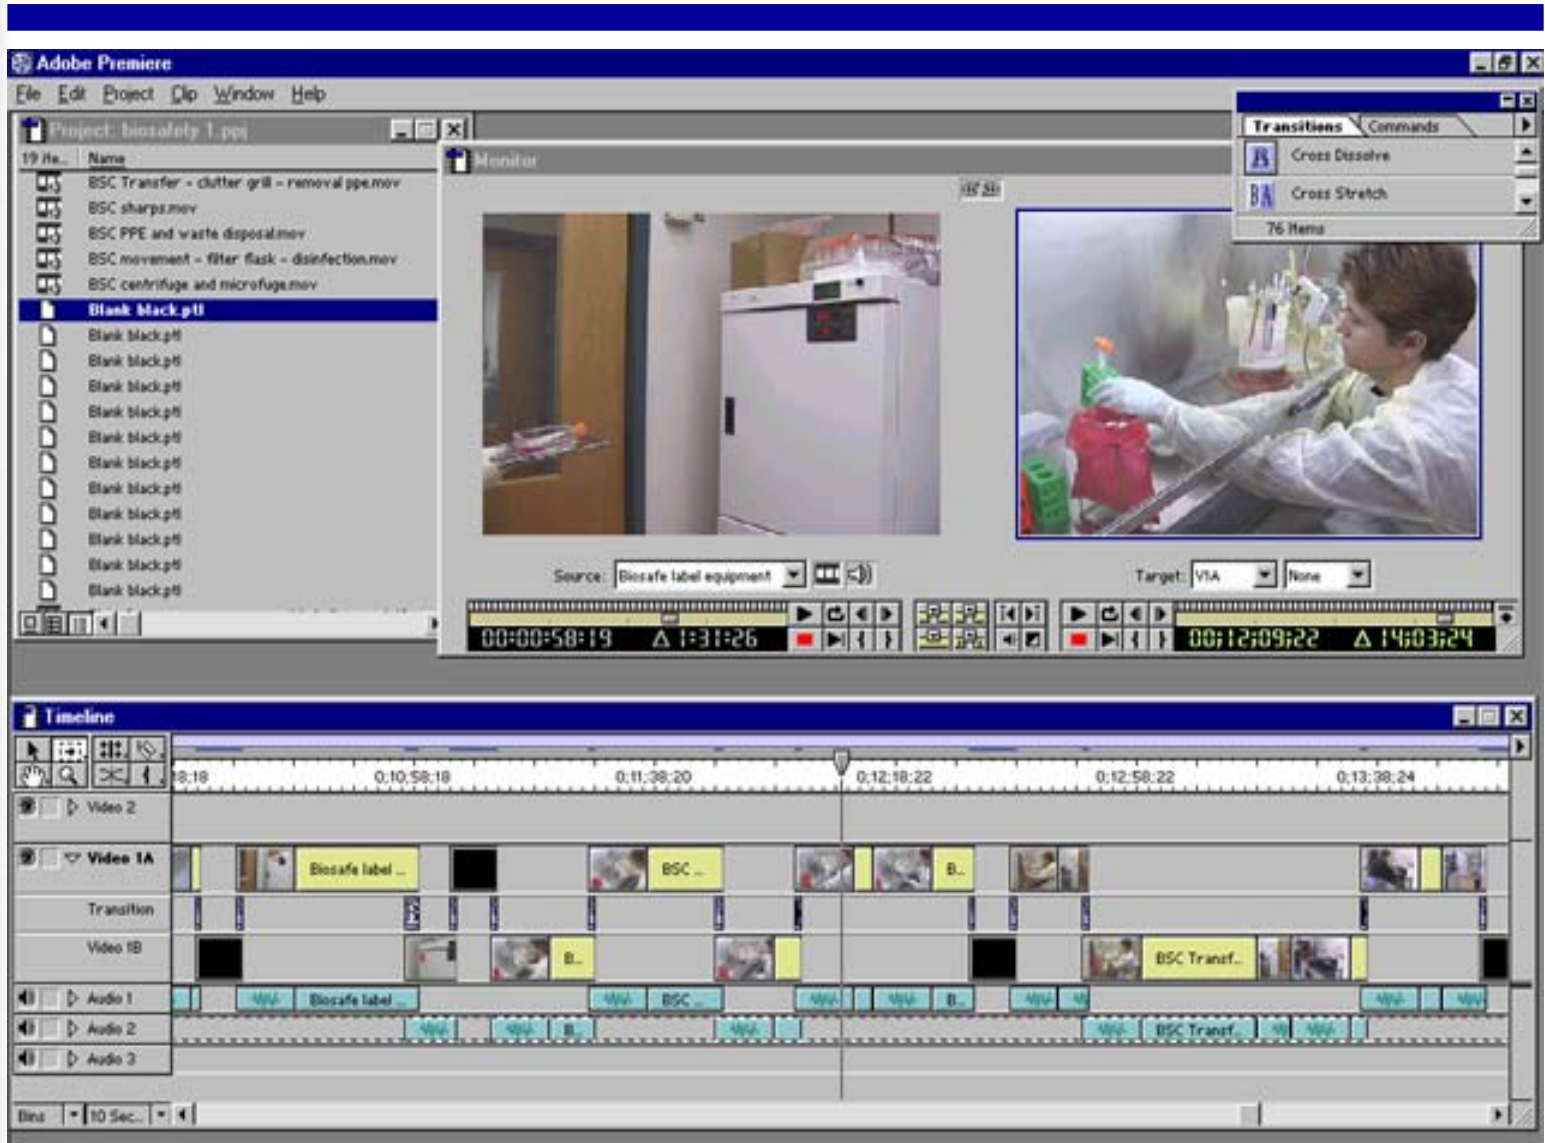 Adobe Premiere
File Edit Project Clip Window Help
Project: biosafety 1.ppj
19 Ite... Name
BSC Transfer - clutter grill - removal ppe.mov
BSC sharps.mov
BSC PPE and waste disposal.mov
BSC movement - filter flask - disinfection.mov
BSC centrifuge and microfuge.mov
Blank black.ptl
Blank black.ptl
Blank black.ptl
Blank black.ptl
Blank black.ptl
Blank black.ptl
Blank black.ptl
Blank black.ptl
Blank black.ptl
Blank black.ptl
Blank black.ptl
Blank black.ptl
Monitor
Transitions Commands
Cross Dissolve
Cross Stretch
76 Items
Source: Biosafe label equipment
Target: V1A None
00:00:58:19 Δ 1:31:26
00;12;09;22 Δ 14;03;24
Timeline
18;18 0;10;58;18 0;11;38;20 0;12;18;22 0;12;58;22 0;13;38;24
Video 2
Video 1A Biosafe label ... BSC ... B...
Transition
Video 1B B... BSC Transf...
Audio 1 Biosafe label ... BSC ... B...
Audio 2 B... BSC Transf...
Audio 3
Bins 10 Sec...